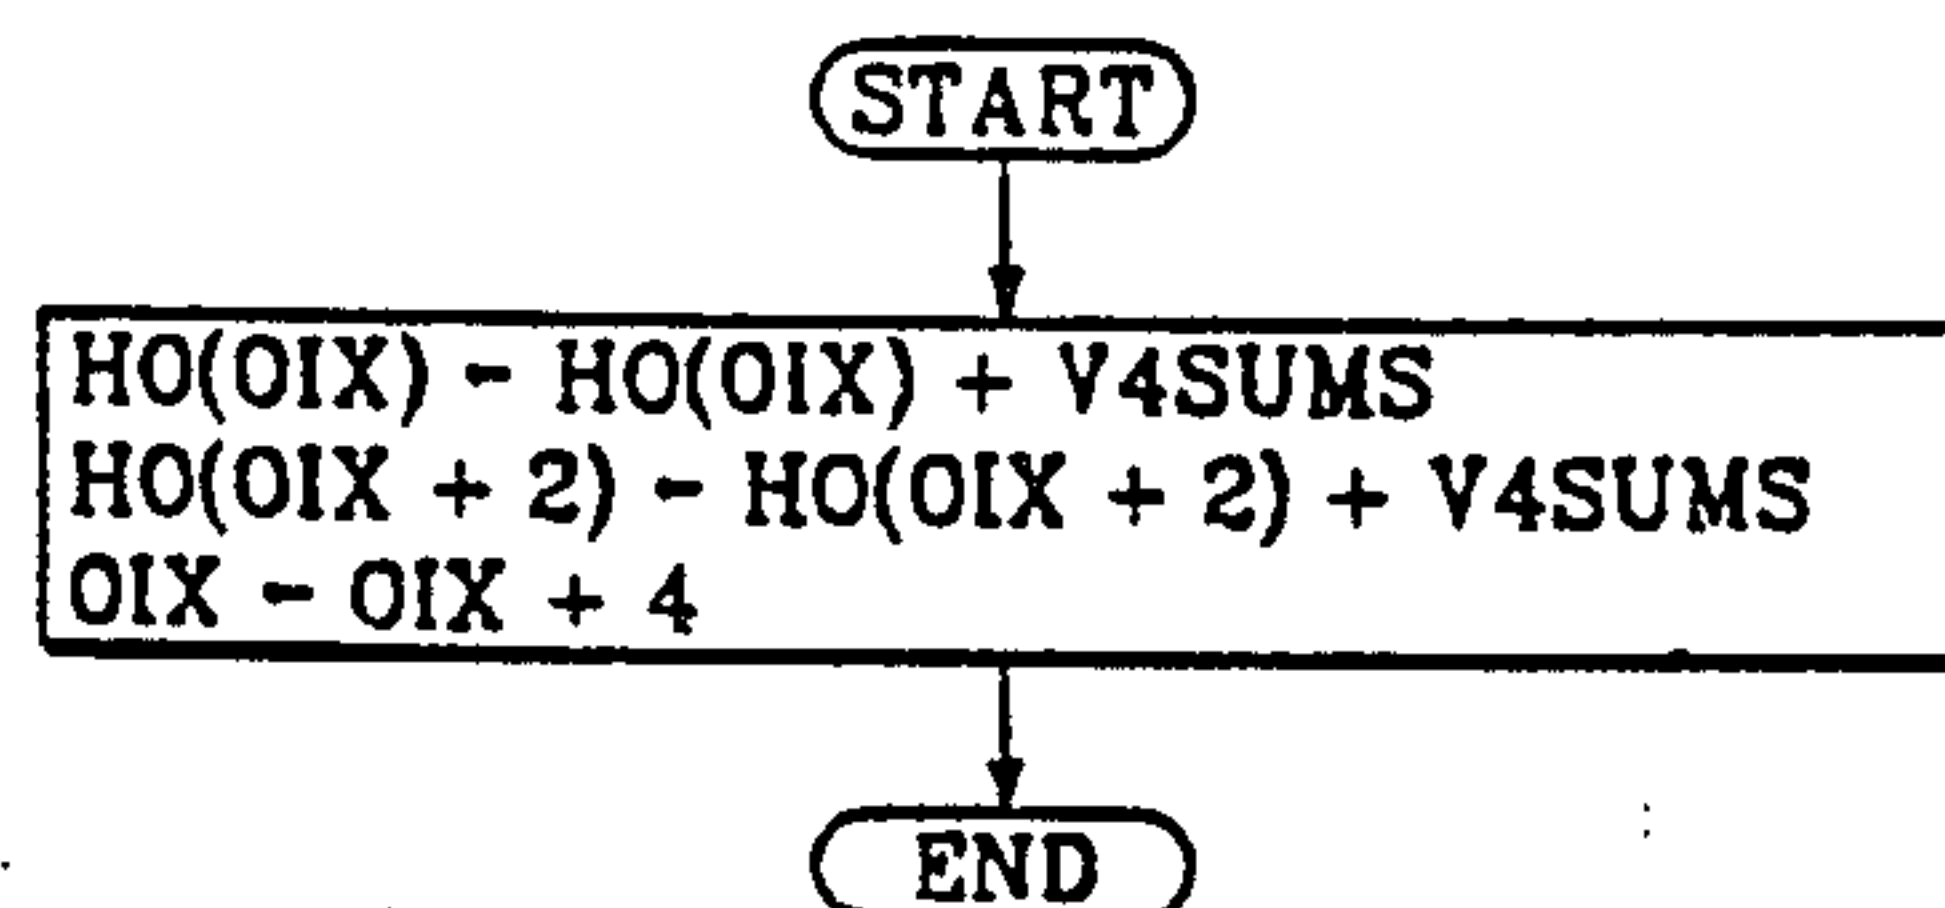 START
HO(OIX) ← HO(OIX) + V4SUMS
HO(OIX + 2) ← HO(OIX + 2) + V4SUMS
OIX ← OIX + 4
END